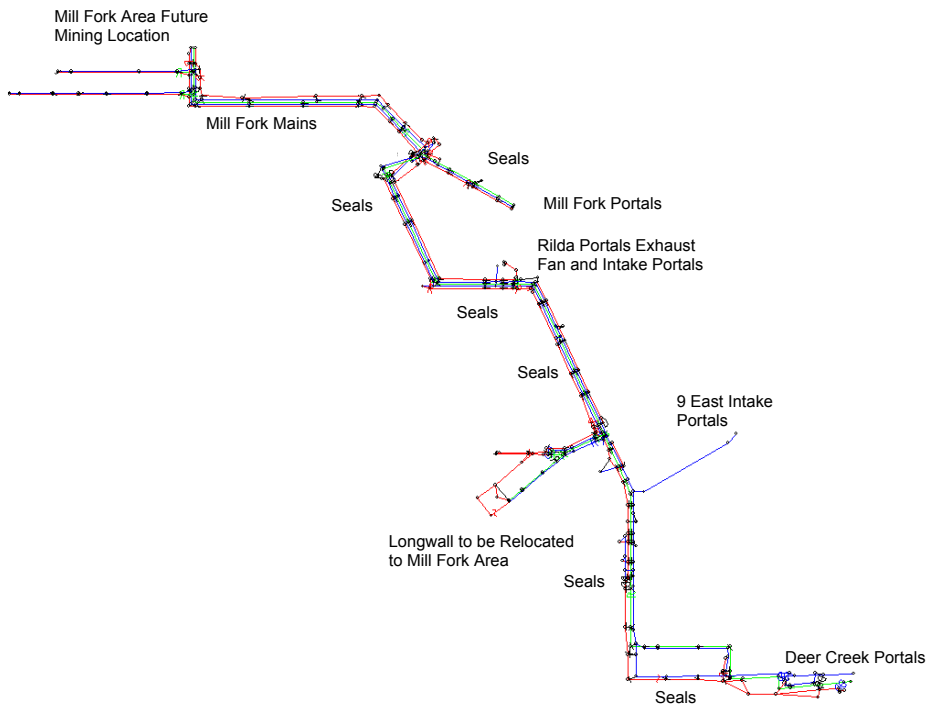 Mill Fork Area Future
Mining Location
Mill Fork Mains
Seals
Seals
Mill Fork Portals
Rilda Portals Exhaust
Fan and Intake Portals
Seals
Seals
9 East Intake
Portals
Longwall to be Relocated
to Mill Fork Area
Seals
Deer Creek Portals
Seals